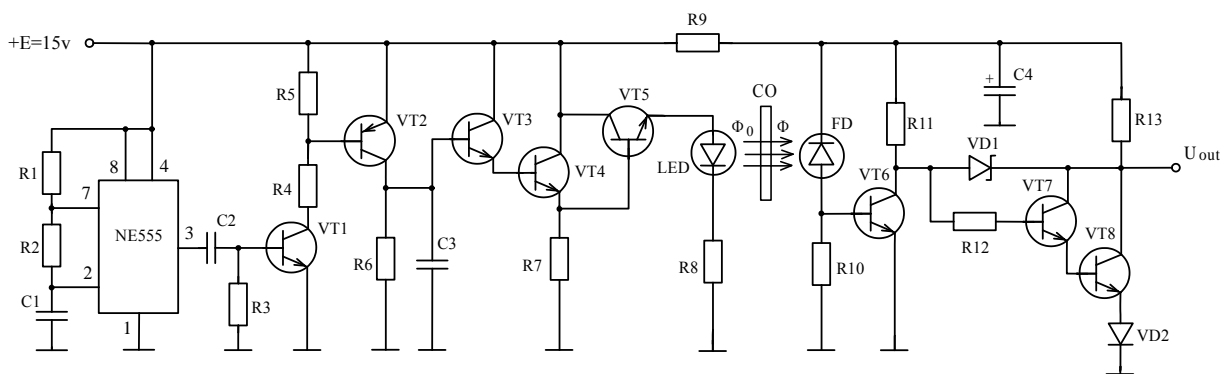 +E=15v
R1
R2
C1
8
4
7
2
1
3
NE555
C2
R3
R5
R4
VT1
VT2
R6
C3
VT3
VT4
R7
VT5
LED
R8
R9
CO
Φ0
Φ
FD
R10
VT6
R11
C4
+
VD1
R12
VT7
VT8
R13
VD2
Uout